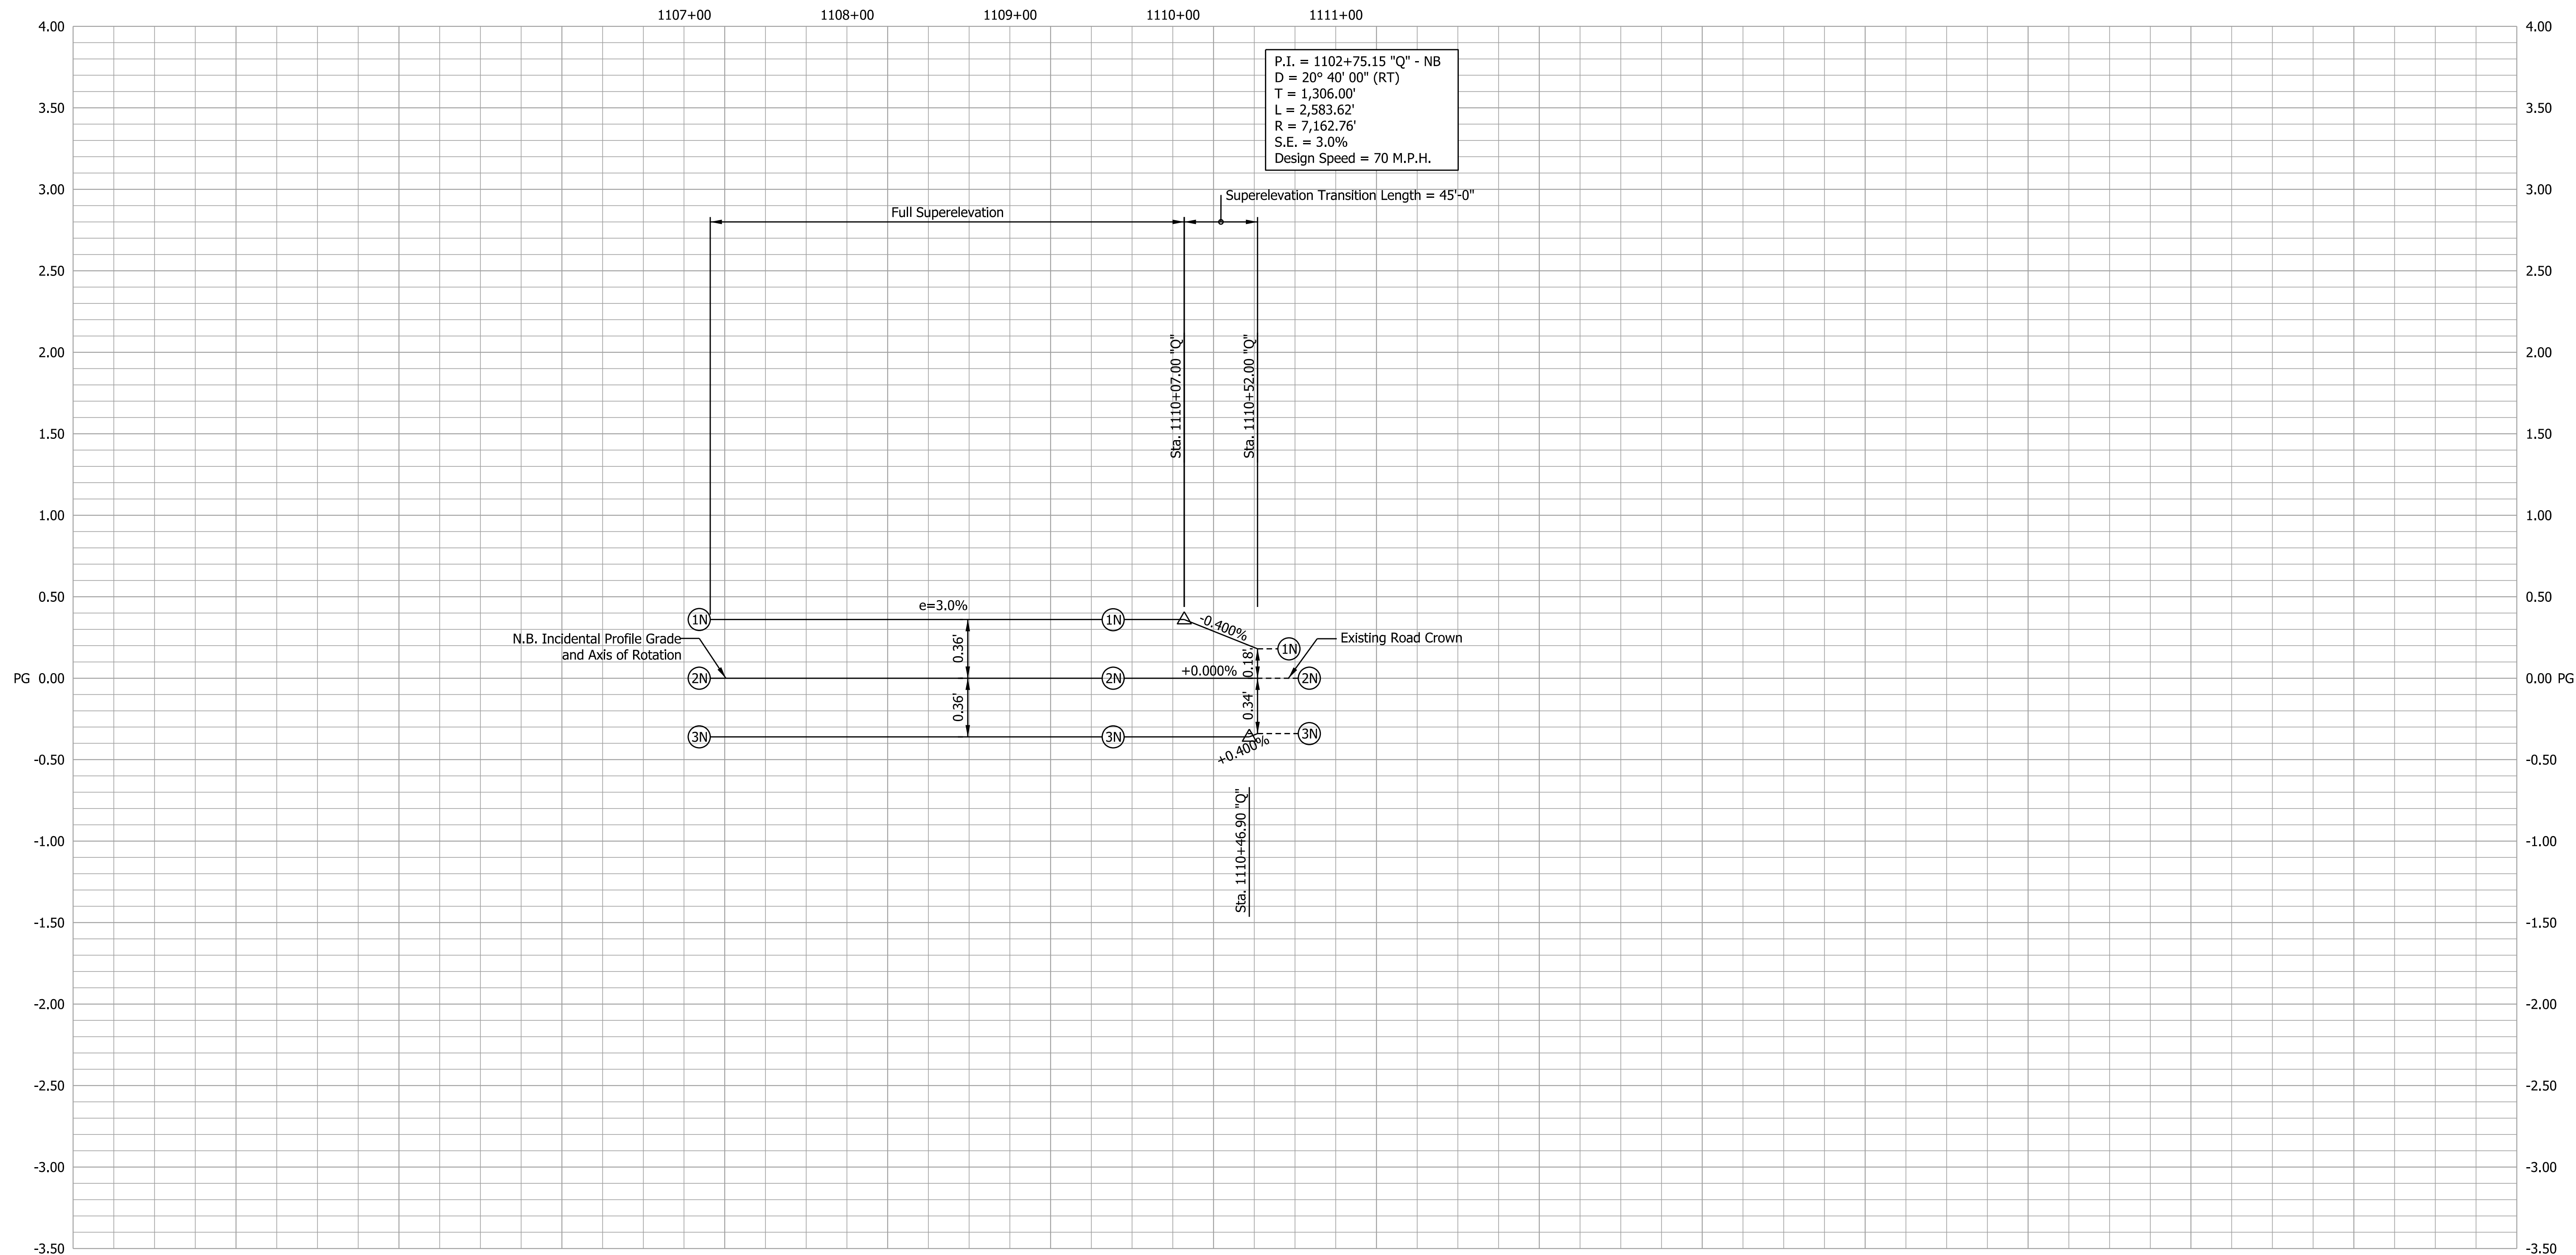 1107+00 1108+00 1109+00 1110+00 1111+00
4.00 4.00
P.I. = 1102+75.15 "Q" - NB
D = 20° 40' 00" (RT)
T = 1,306.00'
L = 2,583.62'
R = 7,162.76'
S.E. = 3.0%
Design Speed = 70 M.P.H.
3.50 3.50
3.00 3.00
Superelevation Transition Length = 45'-0"
Full Superelevation
2.50 2.50
2.00 2.00
Sta. 1110+07.00 "Q"
Sta. 1110+52.00 "Q"
1.50 1.50
1.00 1.00
0.50 0.50
e=3.0%
1N 1N -0.400% 1N
N.B. Incidental Profile Grade
and Axis of Rotation
0.36'
0.18'
Existing Road Crown
+0.000%
PG 0.00 2N 2N 2N 0.00 PG
0.36'
0.34'
3N 3N 3N
+0.400%
-0.50 -0.50
Sta. 1110+46.90 "Q"
-1.00 -1.00
-1.50 -1.50
-2.00 -2.00
-2.50 -2.50
-3.00 -3.00
-3.50 -3.50